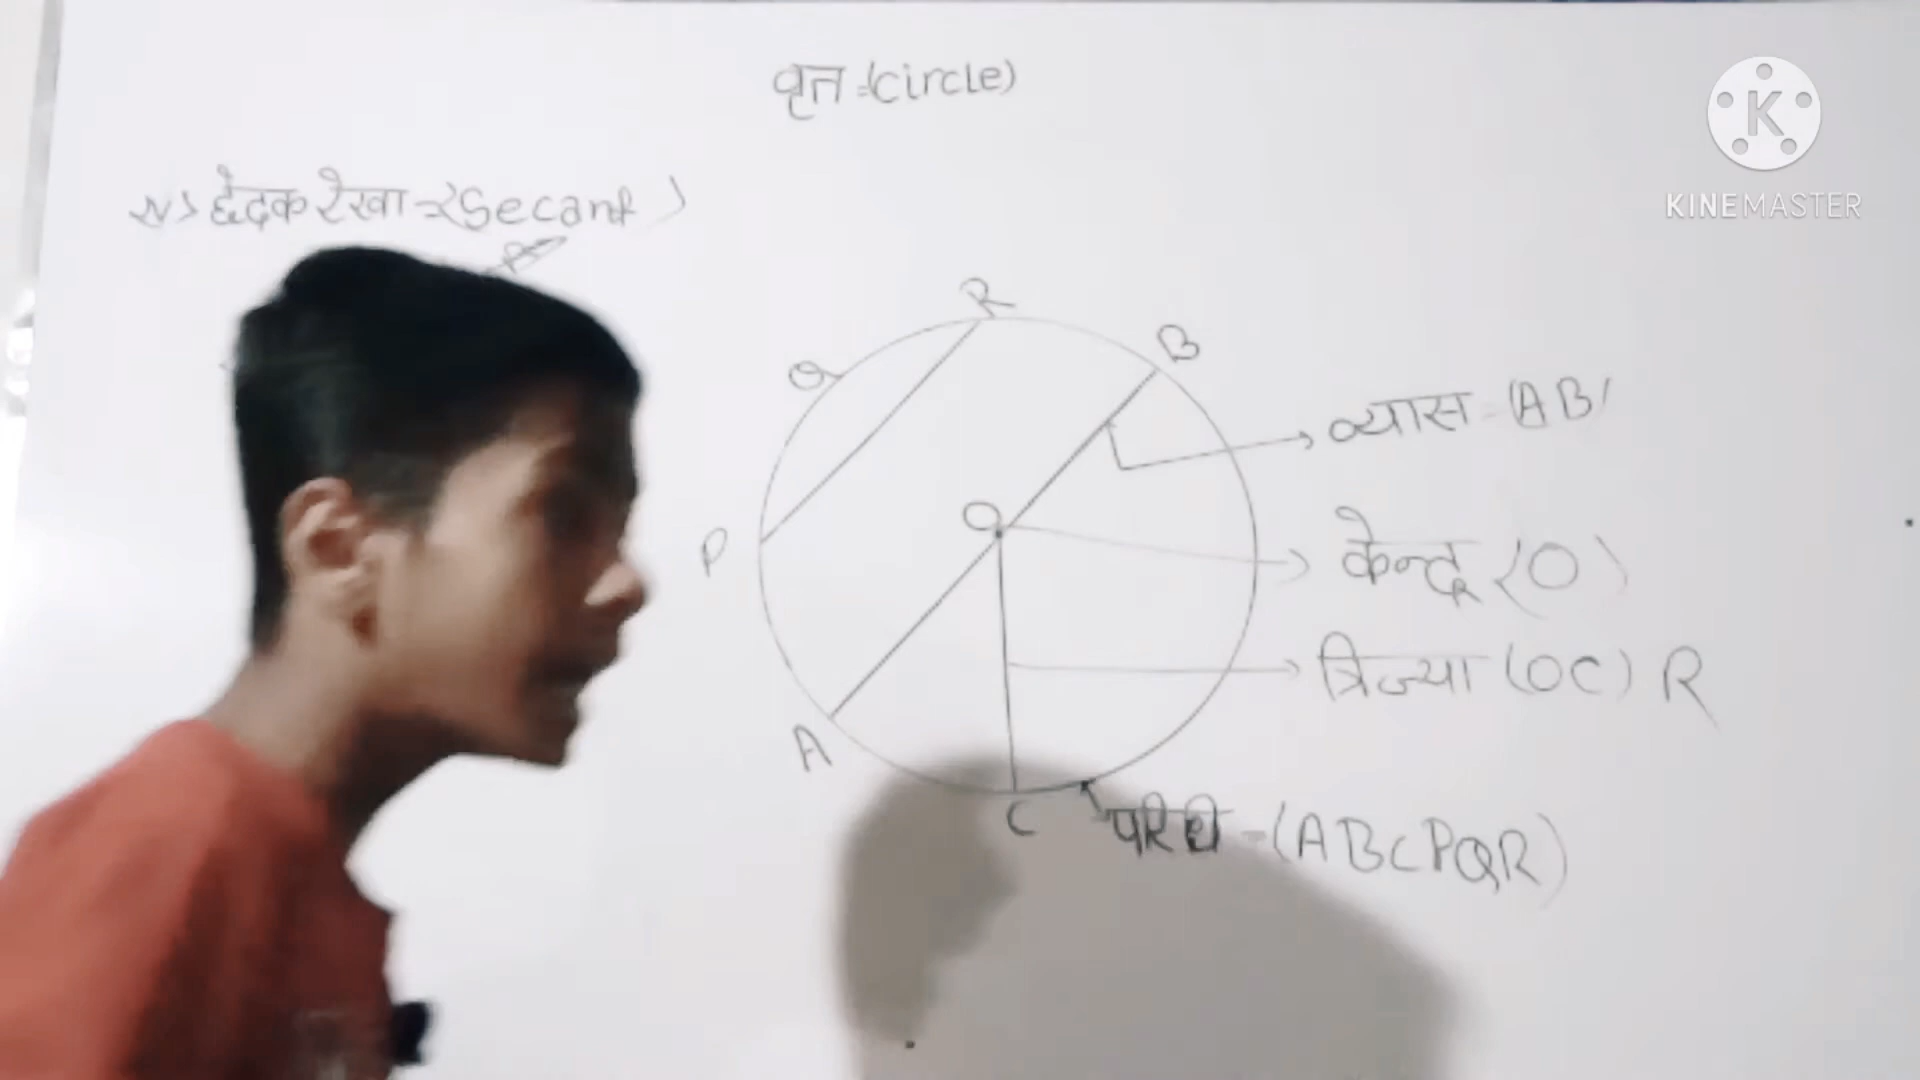 वृत=(circle)
KINEMASTER
छेदक रेखा-(Secant)
R
B
Q
व्यास-(AB)
O
P
केन्द्र (O)
त्रिज्या (OC) R
A
C
परिधी-(ABCPQR)